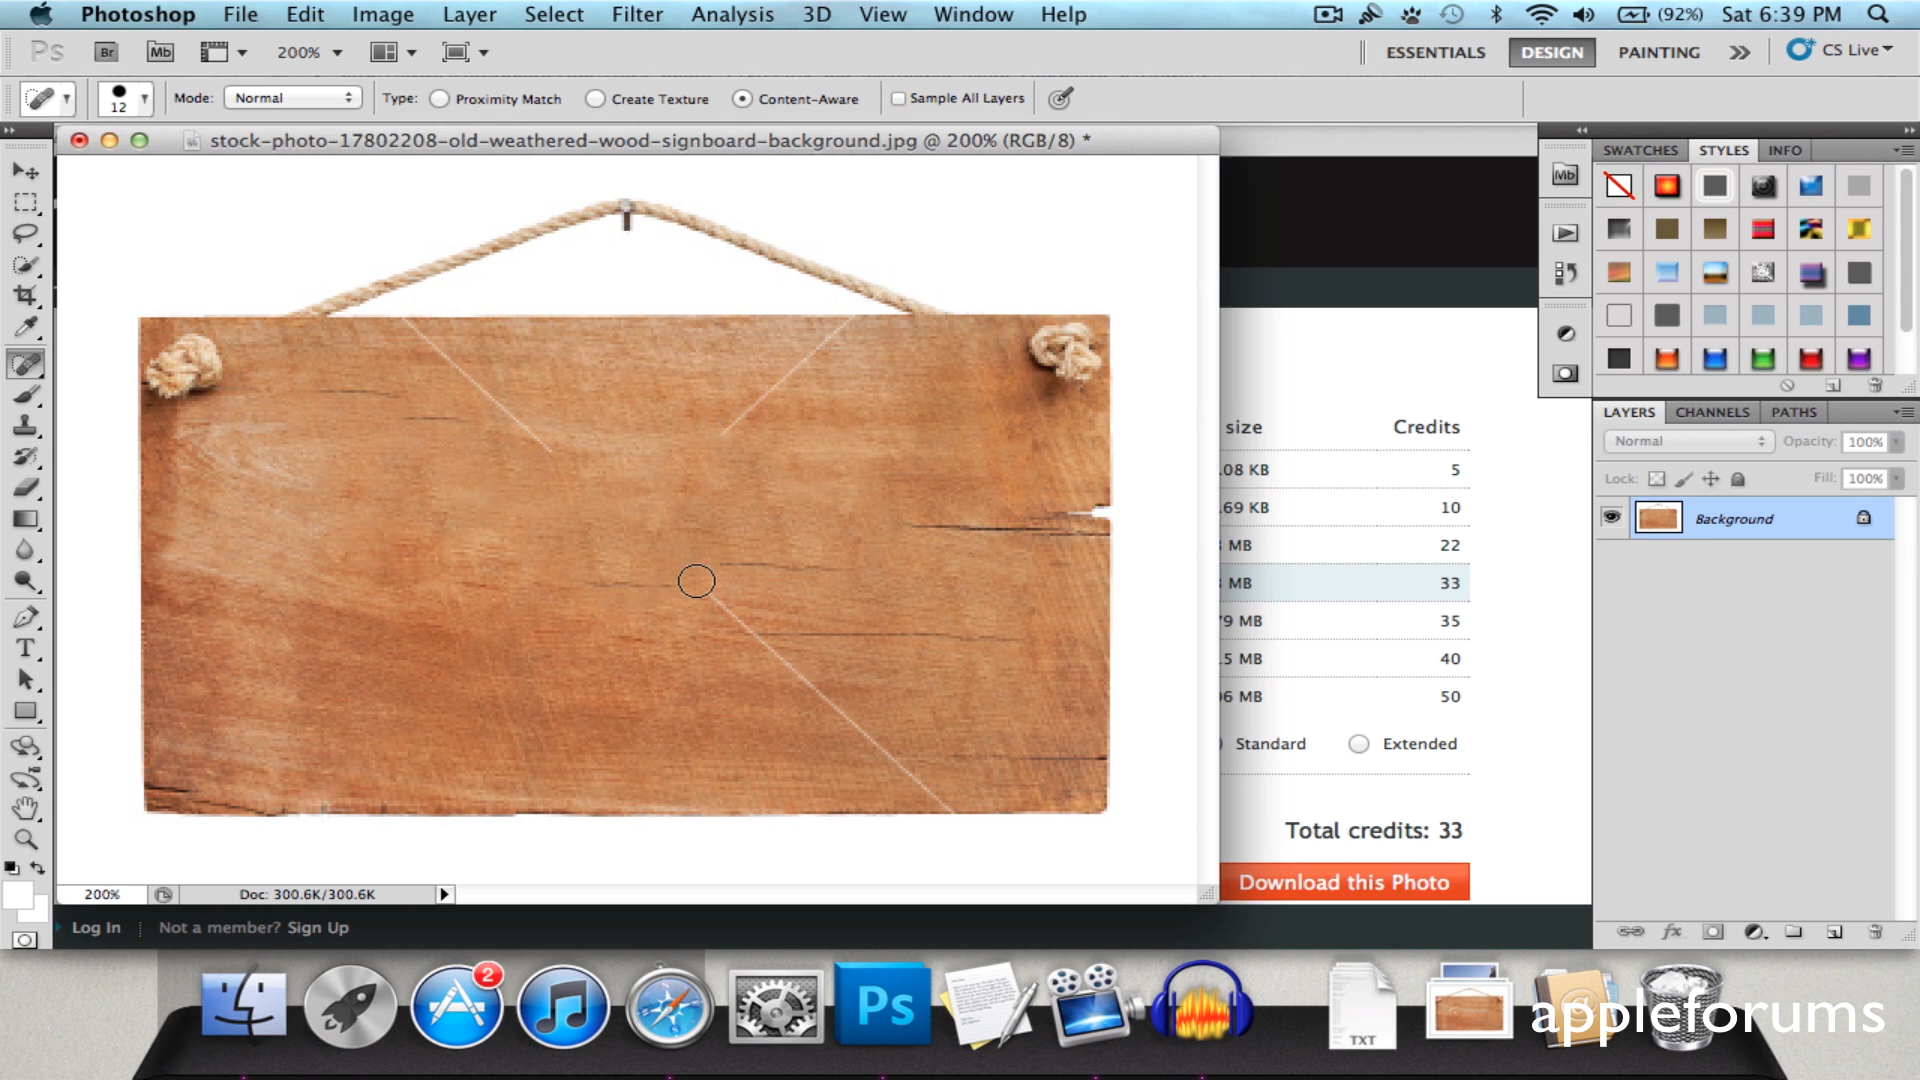 Photoshop File Edit Image Layer Select Filter Analysis 3D View Window Help (92%) Sat 6:39 PM
Ps Br Mb 200% ESSENTIALS DESIGN PAINTING CS Live
12 Mode: Normal Type: Proximity Match Create Texture Content-Aware Sample All Layers
stock-photo-17802208-old-weathered-wood-signboard-background.jpg @ 200% (RGB/8) *
SWATCHES STYLES INFO
Mb
LAYERS CHANNELS PATHS
Normal Opacity: 100%
Lock: Fill: 100%
Background
size Credits
.08 KB 5
.69 KB 10
MB 22
MB 33
79 MB 35
.5 MB 40
96 MB 50
Standard Extended
Total credits: 33
Download this Photo
T
200% Doc: 300.6K/300.6K
fx
Log In Not a member? Sign Up
2
Ps
TXT
appleforums